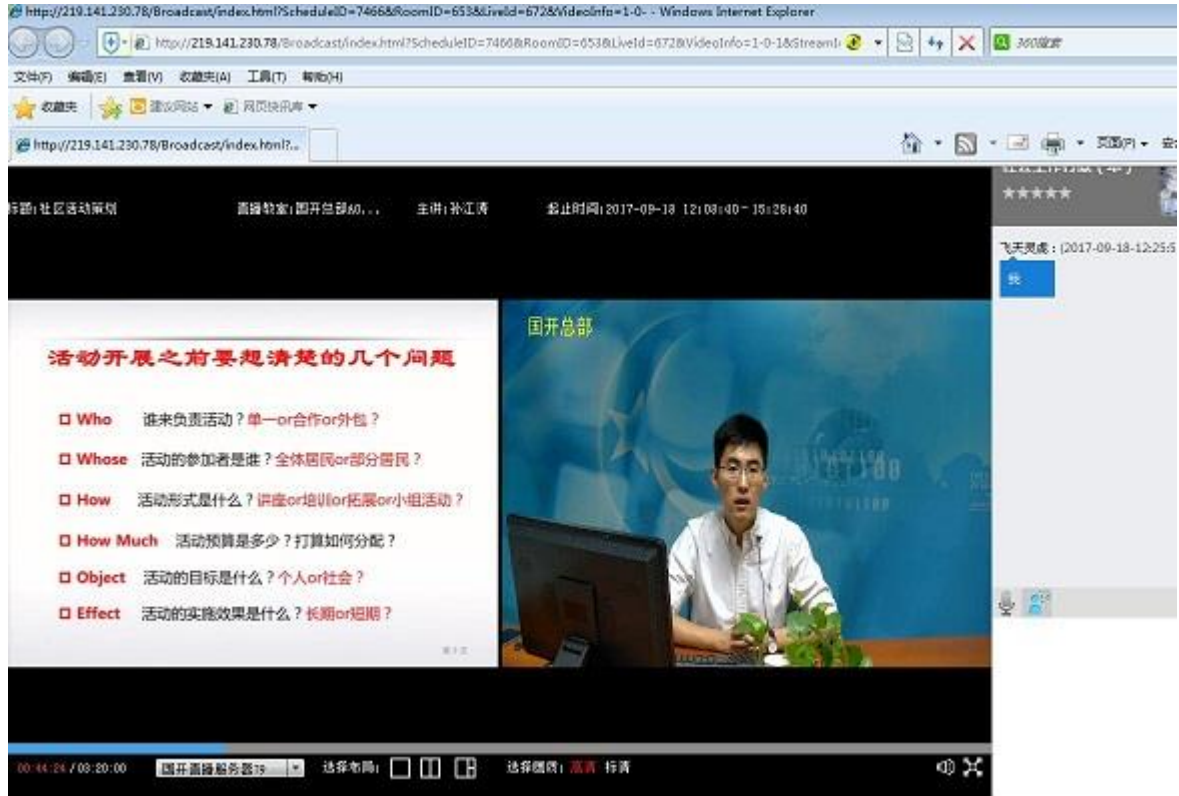 http://219.141.230.78/Broadcast/index.html?ScheduleID=7466&RoomID=653&LiveId=672&VideoInfo=1-0- - Windows Internet Explorer
http://219.141.230.78/Broadcast/index.html?ScheduleID=7466&RoomID=653&LiveId=672&VideoInfo=1-0-1&Stream
360搜索
文件(F) 编辑(E) 查看(V) 收藏夹(A) 工具(T) 帮助(H)
收藏夹 建议网站 网页快讯库
http://219.141.230.78/Broadcast/index.html?...
页面(P)
标题:社区活动策划 直播教室:国开总部60... 主讲:孙江涛 起止时间:2017-09-18 12:08:40-15:28:40
(2017-09-18-12:25:5
国开总部
活动开展之前要想清楚的几个问题
Who 谁来负责活动?单一or合作or外包?
Whose 活动的参加者是谁?全体居民or部分居民?
How 活动形式是什么?讲座or培训or拓展or小组活动?
How Much 活动预算是多少?打算如何分配?
Object 活动的目标是什么?个人or社会?
Effect 活动的实施效果是什么?长期or短期?
00:44:24 / 03:20:00 国开直播服务器79 选择布局: 选择画质: 高清 标清